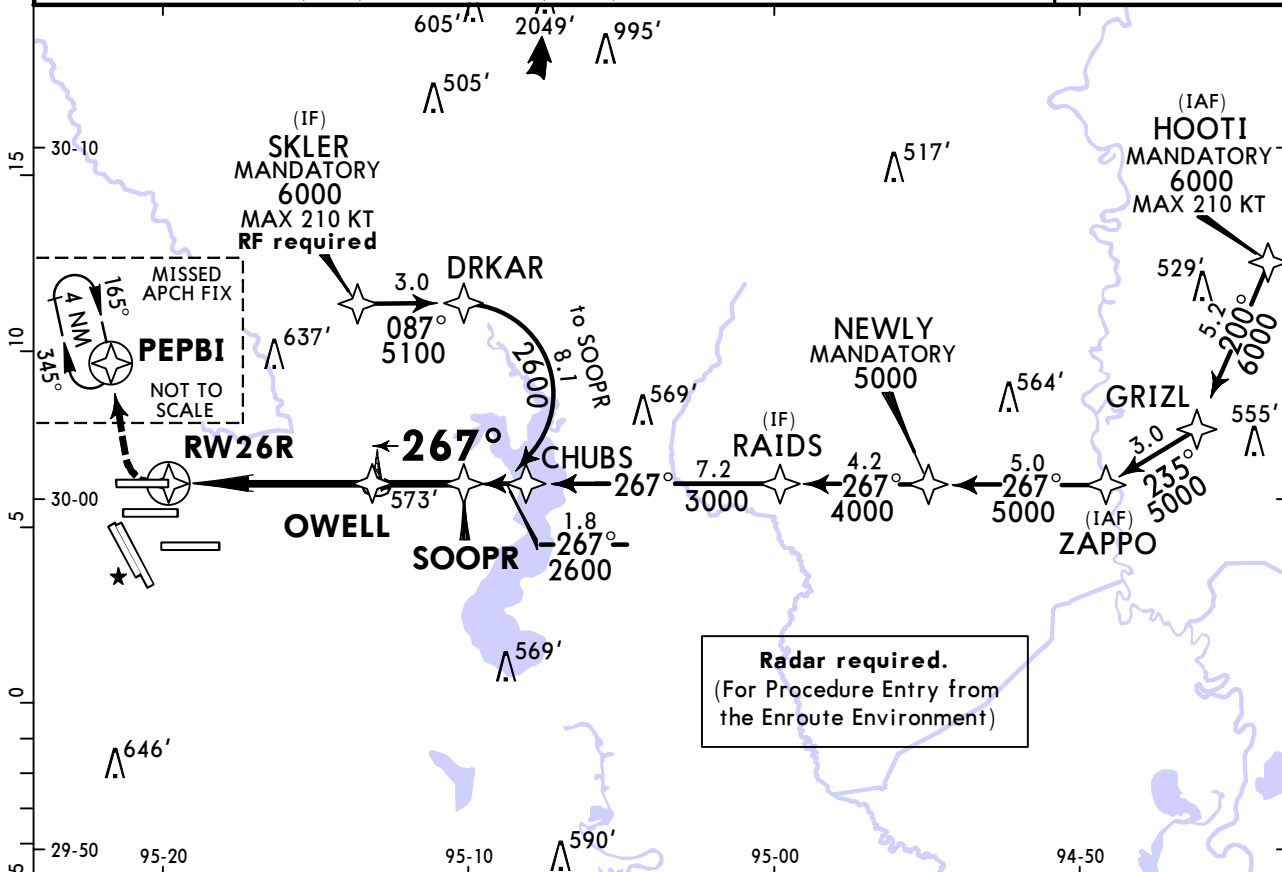 605'
2049'
995'
505'
(IF)
SKLER
MANDATORY
6000
MAX 210 KT
RF required
517'
(IAF)
HOOTI
MANDATORY
6000
MAX 210 KT
15
30-10
MISSED
APCH FIX
165°
4 NM
345°
PEPBI
NOT TO
SCALE
637'
3.0
087°
5100
DRKAR
to SOOPR
8.1
2600
529'
5.2
200°
6000
10
NEWLY
MANDATORY
5000
569'
564'
GRIZL
555'
3.0
235°
5000
RW26R
267°
CHUBS
(IF)
RAIDS
267°
7.2
3000
4.2
267°
4000
5.0
267°
5000
(IAF)
ZAPPO
30-00
5
OWELL
573'
SOOPR
1.8
267°
2600
569'
Radar required.
(For Procedure Entry from
the Enroute Environment)
0
646'
590'
5
29-50
95-20
95-10
95-00
94-50